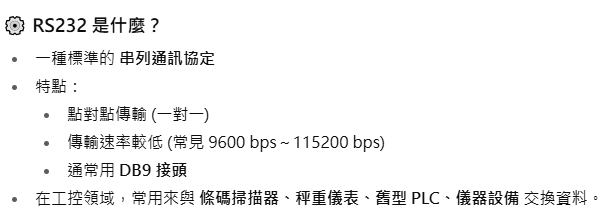 RS232 是什麼？
• 一種標準的 串列通訊協定
• 特點：
• 點對點傳輸 (一對一)
• 傳輸速率較低 (常見 9600 bps ~ 115200 bps)
• 通常用 DB9 接頭
• 在工控領域，常用來與 條碼掃描器、秤重儀表、舊型 PLC、儀器設備 交換資料。